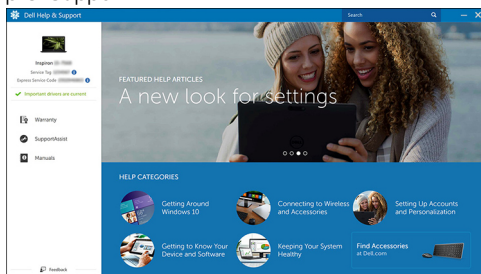 Dell Help & Support
Search
Inspiron
Service Tag
Express Service Code
Important drivers are current
Warranty
SupportAssist
Manuals
Feedback
FEATURED HELP ARTICLES
A new look for settings
HELP CATEGORIES
Getting Around
Windows 10
Connecting to Wireless
and Accessories
Setting Up Accounts
and Personalization
Getting to Know Your
Device and Software
Keeping Your System
Healthy
Find Accessories
at Dell.com